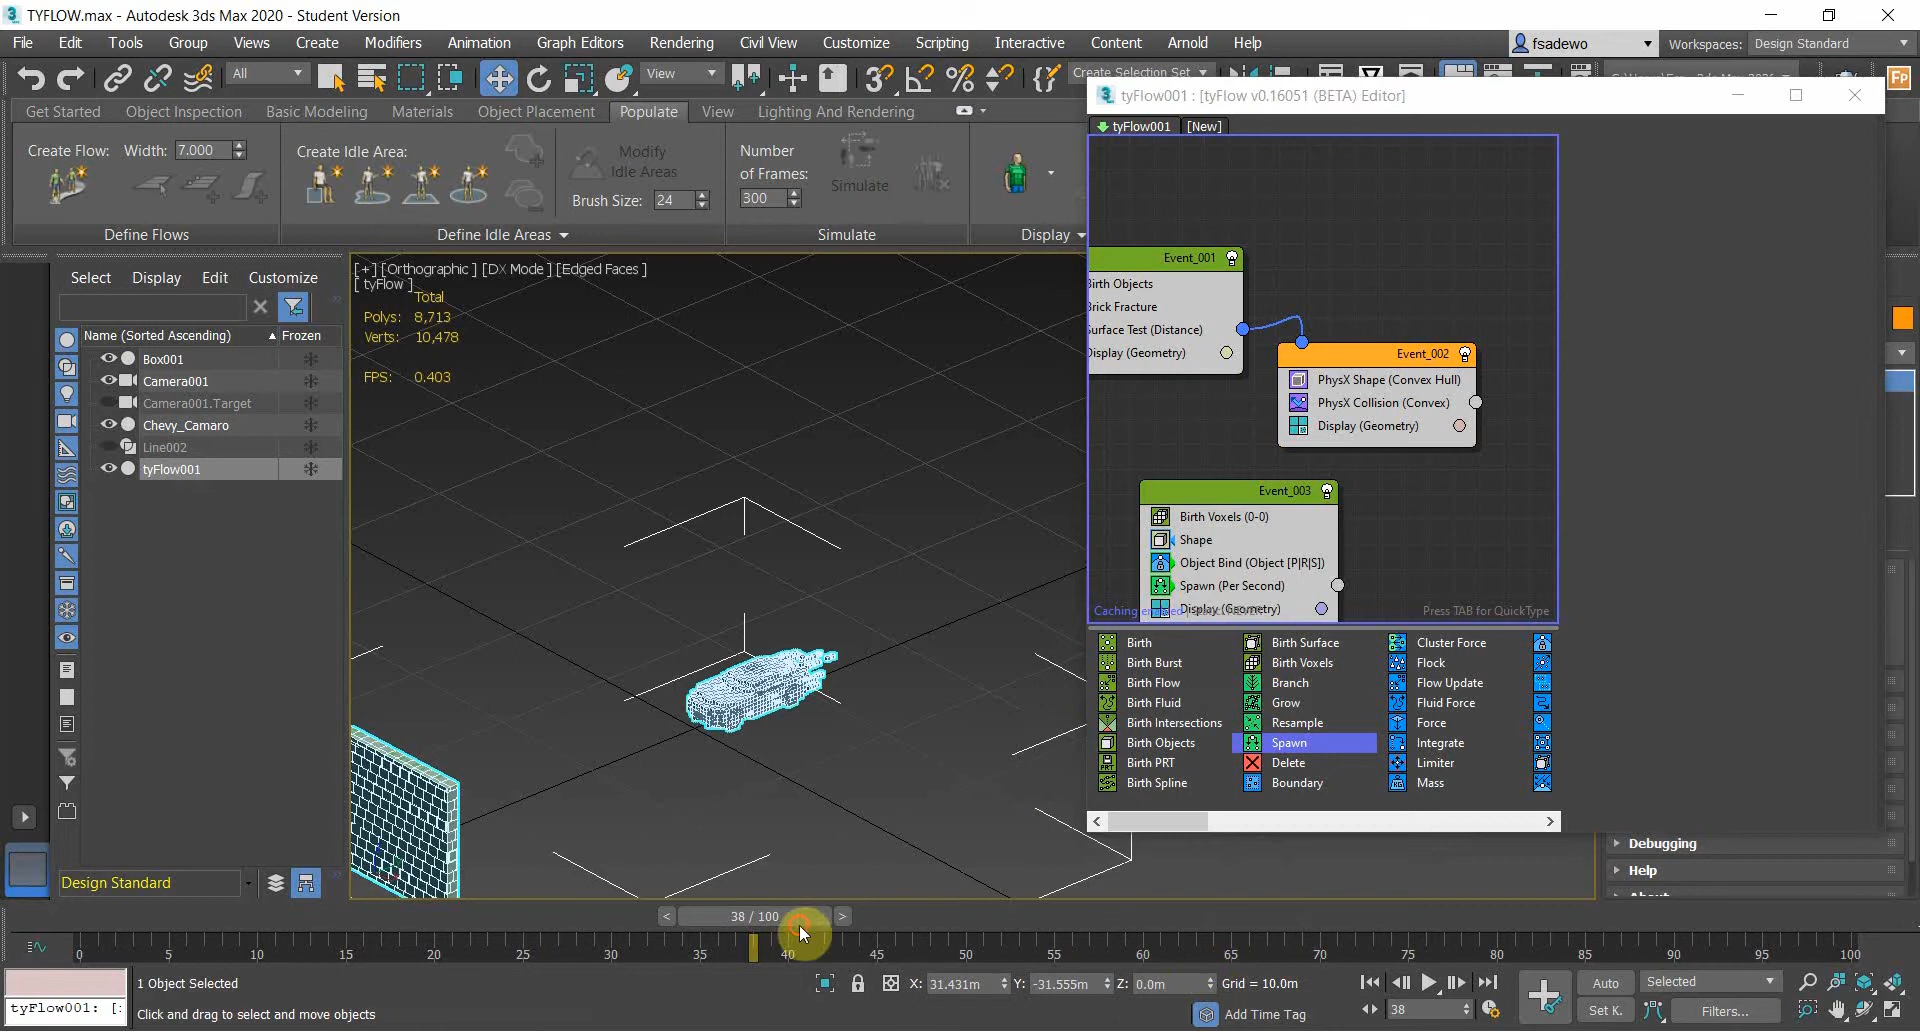 TYFLOW.max - Autodesk 3ds Max 2020 - Student Version
File Edit Tools Group Views Create Modifiers Animation Graph Editors Rendering Civil View Customize Scripting Interactive Content Arnold Help
fsadewo Workspaces: Design Standard
All View Create Selection Set
tyFlow001 : [tyFlow v0.16051 (BETA) Editor]
Get Started Object Inspection Basic Modeling Materials Object Placement Populate View Lighting And Rendering
tyFlow001 [New]
Create Flow: Width: 7.000
Create Idle Area:
Modify
Idle Areas
Brush Size: 24
Number
of Frames:
300
Simulate
Define Flows Define Idle Areas Simulate Display
Select Display Edit Customize
[+] [Orthographic ] [DX Mode ] [Edged Faces ]
[ tyFlow ]
Total
Polys: 8,713
Verts: 10,478
FPS: 0.403
Name (Sorted Ascending) Frozen
Box001
Camera001
Camera001.Target
Chevy_Camaro
Line002
tyFlow001
Event_001
Birth Objects
Brick Fracture
Surface Test (Distance)
Display (Geometry)
Event_002
PhysX Shape (Convex Hull)
PhysX Collision (Convex)
Display (Geometry)
Event_003
Birth Voxels (0-0)
Shape
Object Bind (Object [P|R|S])
Spawn (Per Second)
Display (Geometry)
Caching enabled
Press TAB for QuickType
Birth Birth Surface Cluster Force
Birth Burst Birth Voxels Flock
Birth Flow Branch Flow Update
Birth Fluid Grow Fluid Force
Birth Intersections Resample Force
Birth Objects Spawn Integrate
Birth PRT Delete Limiter
Birth Spline Boundary Mass
Debugging
Help
About
Design Standard
< 38 / 100 >
0 5 10 15 20 25 30 35 40 45 50 55 60 65 70 75 80 85 90 95 100
1 Object Selected
X: 31.431m Y: -31.555m Z: 0.0m Grid = 10.0m
Auto Selected
tyFlow001: [:
Click and drag to select and move objects
Add Time Tag
38
Set K. Filters...